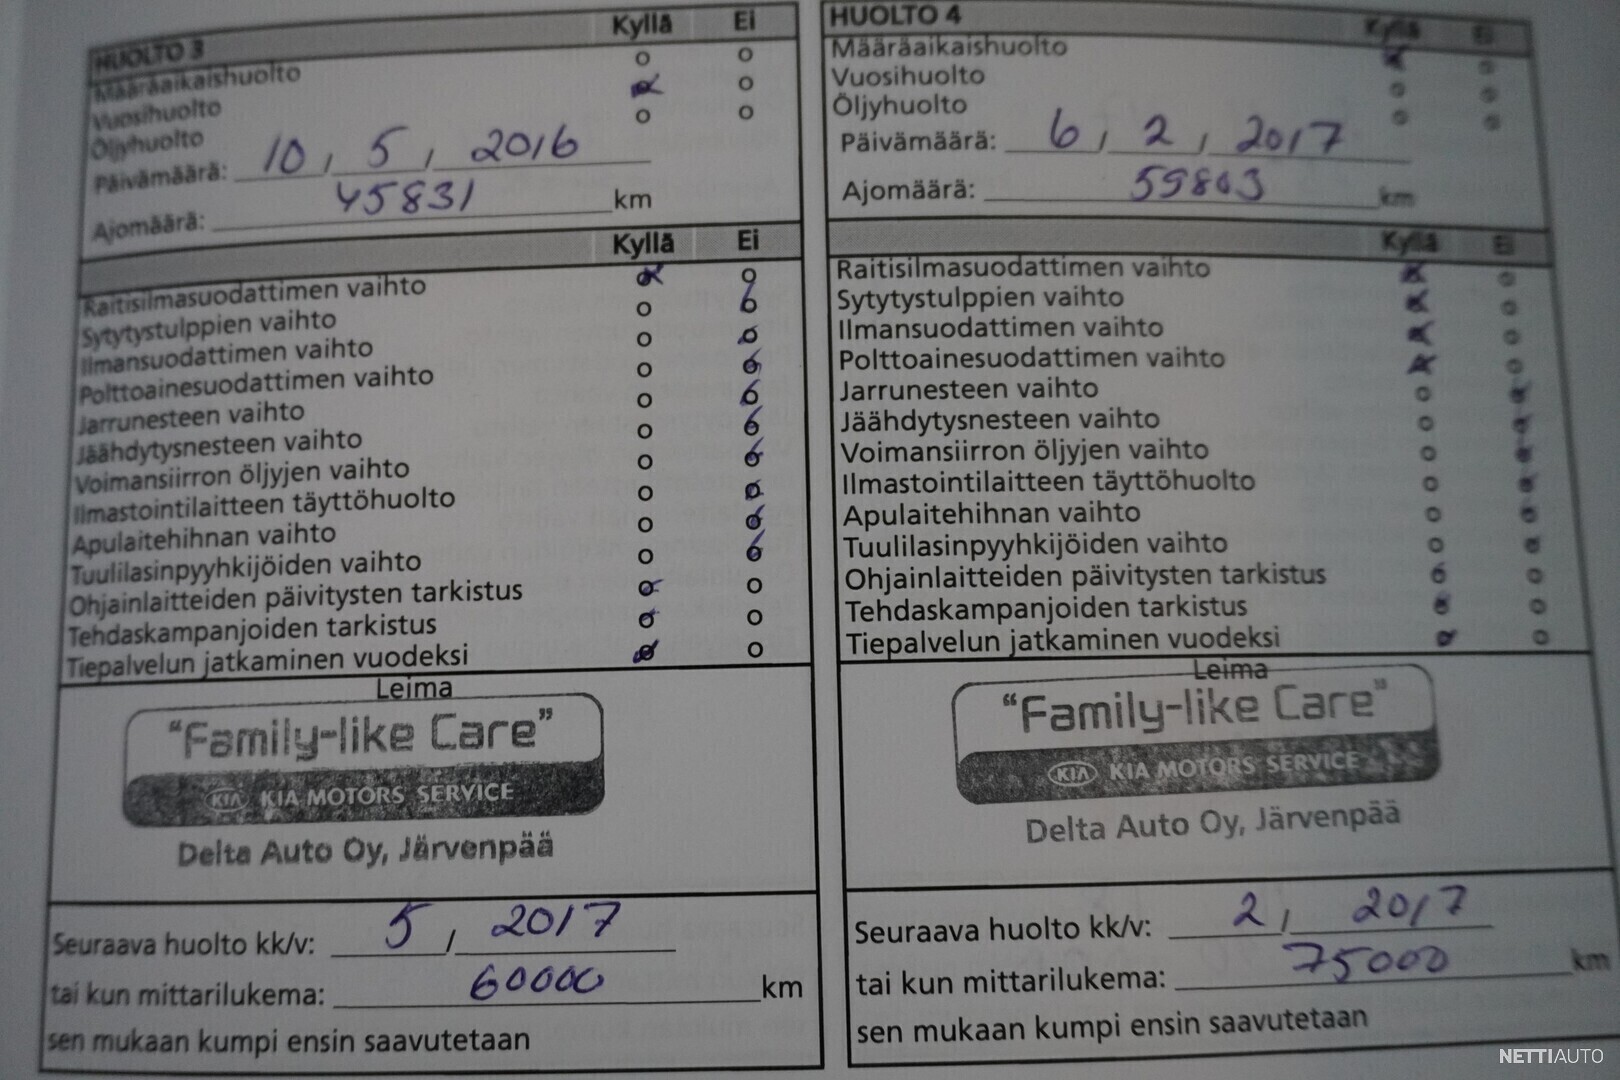 HUOLTO 3 Kyllä Ei
Määräaikaishuolto
Vuosihuolto
Öljyhuolto
Päivämäärä: 10 / 5 / 2016
Ajomäärä: 45831 km
Kyllä Ei
Raitisilmasuodattimen vaihto
Sytytystulppien vaihto
Ilmansuodattimen vaihto
Polttoainesuodattimen vaihto
Jarrunesteen vaihto
Jäähdytysnesteen vaihto
Voimansiirron öljyjen vaihto
Ilmastointilaitteen täyttöhuolto
Apulaitehihnan vaihto
Tuulilasinpyyhkijöiden vaihto
Ohjainlaitteiden päivitysten tarkistus
Tehdaskampanjoiden tarkistus
Tiepalvelun jatkaminen vuodeksi
Leima
"Family-like Care"
KIA KIA MOTORS SERVICE
Delta Auto Oy, Järvenpää
Seuraava huolto kk/v: 5 / 2017
tai kun mittarilukema: 60000 km
sen mukaan kumpi ensin saavutetaan
HUOLTO 4 Kyllä Ei
Määräaikaishuolto
Vuosihuolto
Öljyhuolto
Päivämäärä: 6 / 2 / 2017
Ajomäärä: 59803 km
Kyllä Ei
Raitisilmasuodattimen vaihto
Sytytystulppien vaihto
Ilmansuodattimen vaihto
Polttoainesuodattimen vaihto
Jarrunesteen vaihto
Jäähdytysnesteen vaihto
Voimansiirron öljyjen vaihto
Ilmastointilaitteen täyttöhuolto
Apulaitehihnan vaihto
Tuulilasinpyyhkijöiden vaihto
Ohjainlaitteiden päivitysten tarkistus
Tehdaskampanjoiden tarkistus
Tiepalvelun jatkaminen vuodeksi
Leima
"Family-like Care"
KIA KIA MOTORS SERVICE
Delta Auto Oy, Järvenpää
Seuraava huolto kk/v: 2 / 2017
tai kun mittarilukema: 75000 km
sen mukaan kumpi ensin saavutetaan
NETTIAUTO